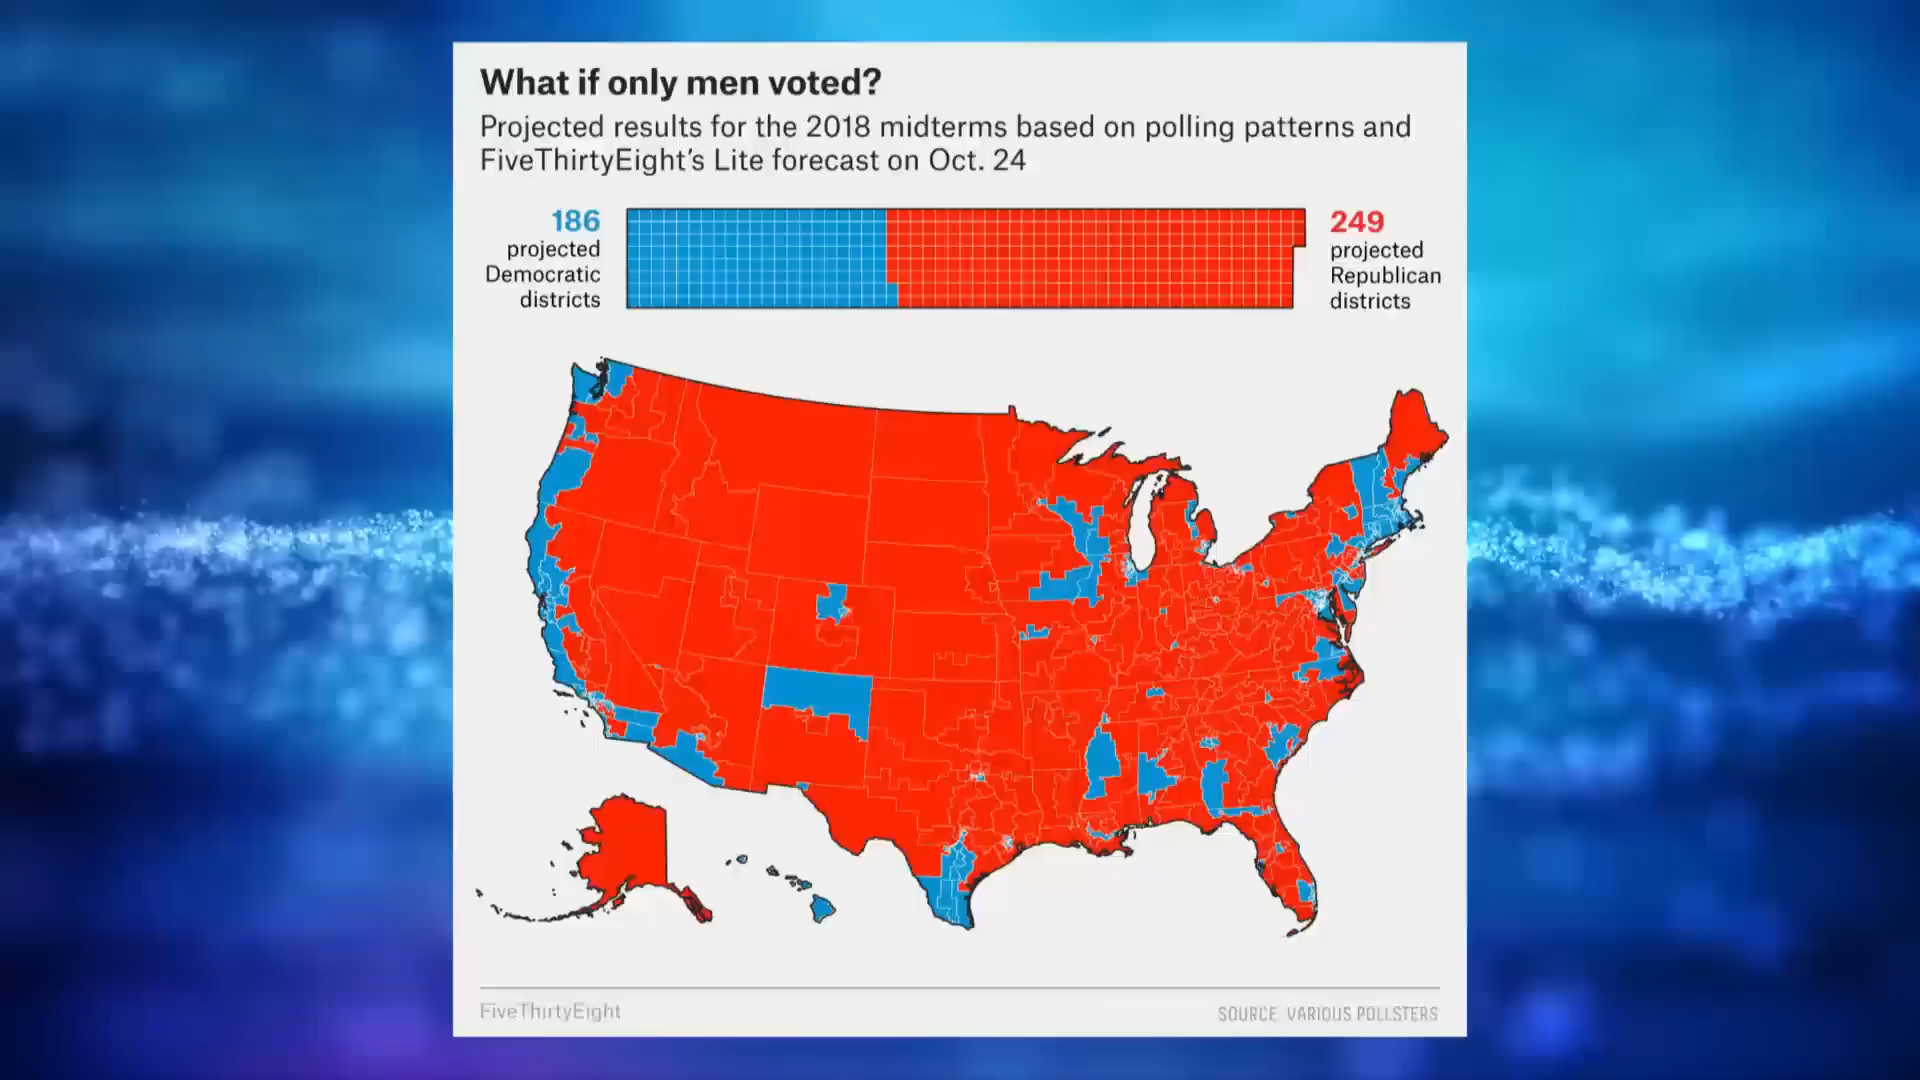 What if only men voted?
Projected results for the 2018 midterms based on polling patterns and
FiveThirtyEight's Lite forecast on Oct. 24
186
projected
Democratic
districts
249
projected
Republican
districts
FiveThirtyEight
SOURCE: VARIOUS POLLSTERS